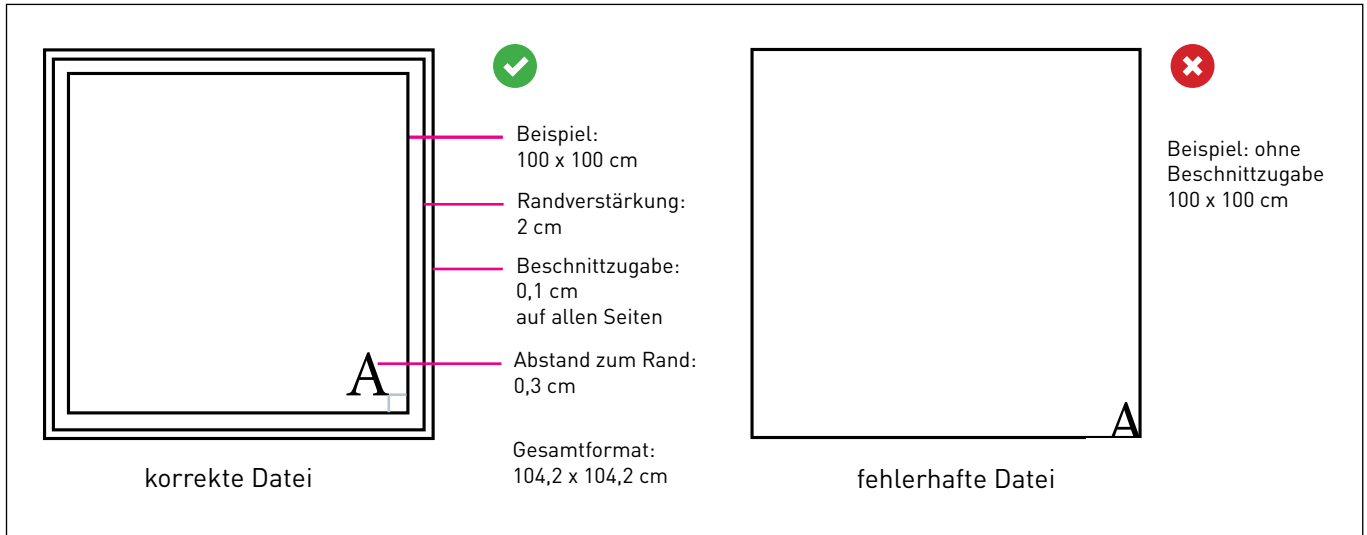 Beispiel:
100 x 100 cm
Randverstärkung:
2 cm
Beschnittzugabe:
0,1 cm
auf allen Seiten
A
Abstand zum Rand:
0,3 cm
Gesamtformat:
104,2 x 104,2 cm
korrekte Datei
Beispiel: ohne
Beschnittzugabe
100 x 100 cm
A
fehlerhafte Datei